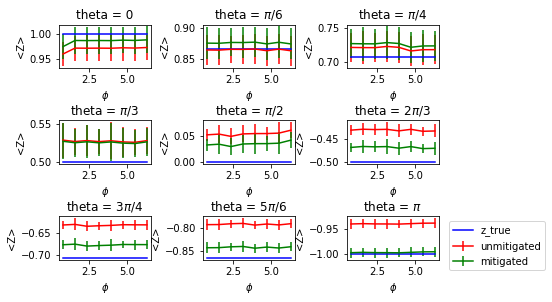 theta = 0
theta = π/6
theta = π/4
<Z>
1.00
0.95
2.5
5.0
ϕ
<Z>
0.90
0.85
2.5
5.0
ϕ
<Z>
0.75
0.70
2.5
5.0
ϕ
theta = π/3
theta = π/2
theta = 2π/3
<Z>
0.55
0.50
2.5
5.0
ϕ
<Z>
0.05
0.00
2.5
5.0
ϕ
<Z>
−0.45
−0.50
2.5
5.0
ϕ
theta = 3π/4
theta = 5π/6
theta = π
<Z>
−0.65
−0.70
2.5
5.0
ϕ
<Z>
−0.80
−0.85
2.5
5.0
ϕ
<Z>
−0.95
−1.00
2.5
5.0
ϕ
z_true
unmitigated
mitigated